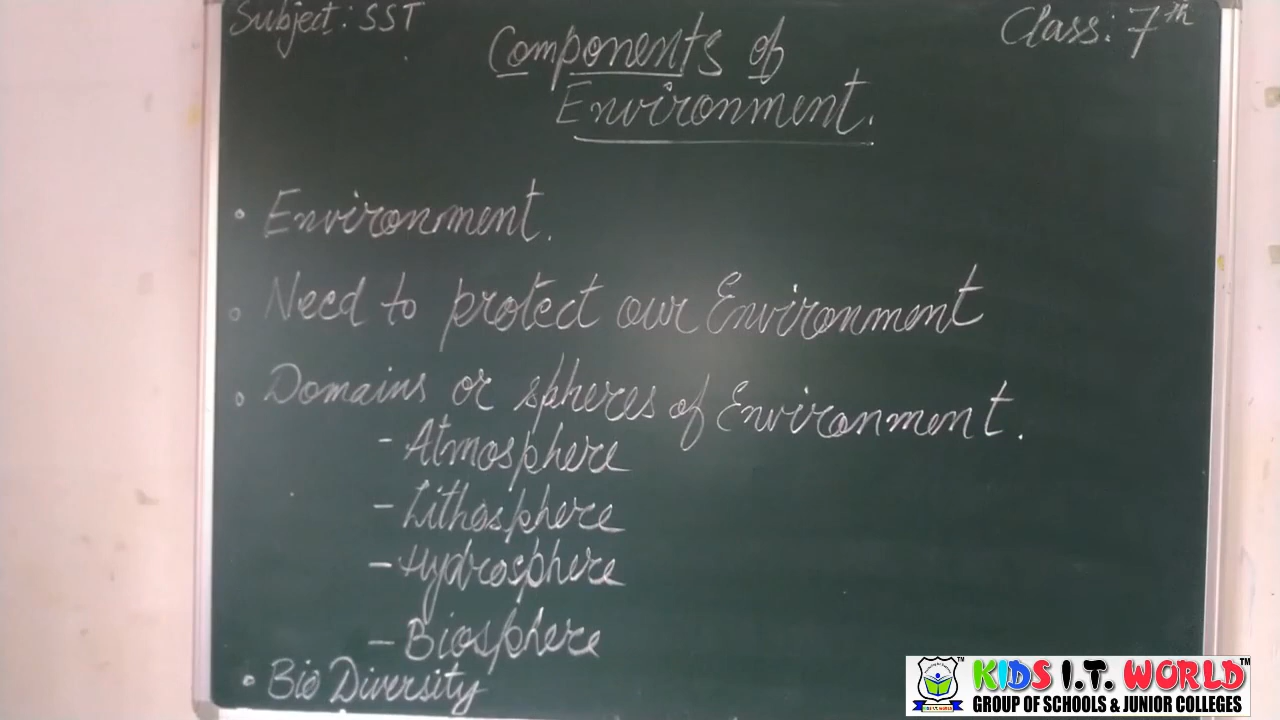 Subject: SST
Class: 7th
Components of
Environment.
• Environment.
• Need to protect our Environment
• Domains or spheres of Environment.
- Atmosphere
- Lithosphere
- Hydrosphere
- Biosphere
• Bio Diversity
KIDS I.T. WORLD™
GROUP OF SCHOOLS & JUNIOR COLLEGES